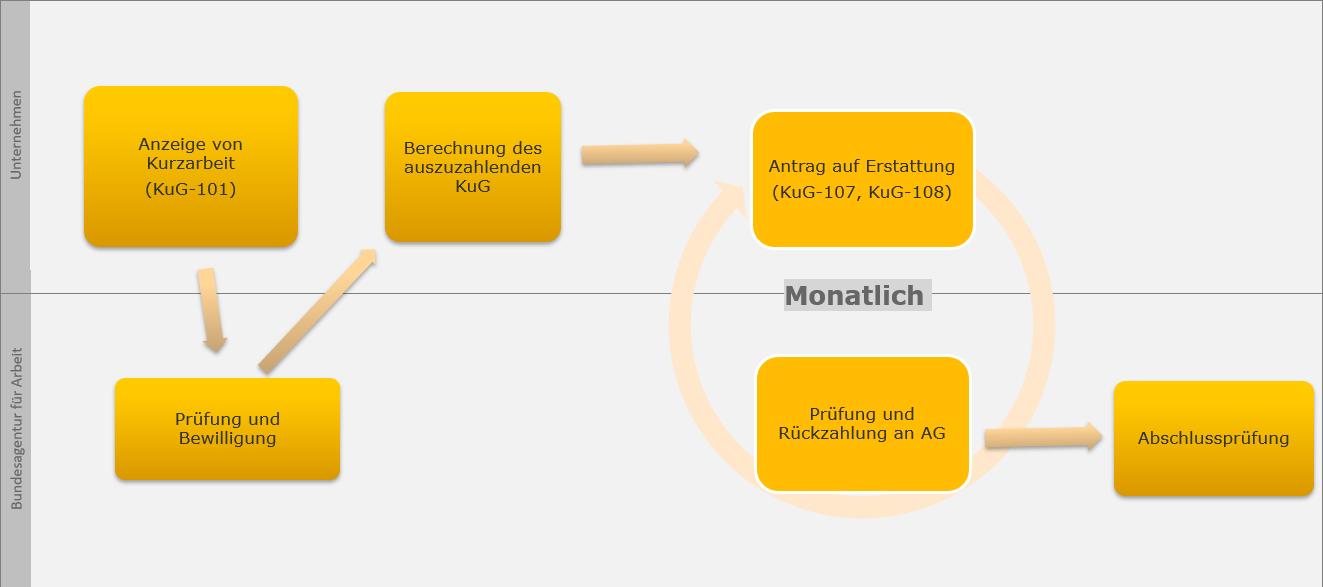 Unternehmen
Anzeige von
Kurzarbeit
(KuG-101)
Berechnung des
auszuzahlenden
KuG
Antrag auf Erstattung
(KuG-107, KuG-108)
Monatlich
Bundesagentur für Arbeit
Prüfung und
Bewilligung
Prüfung und
Rückzahlung an AG
Abschlussprüfung